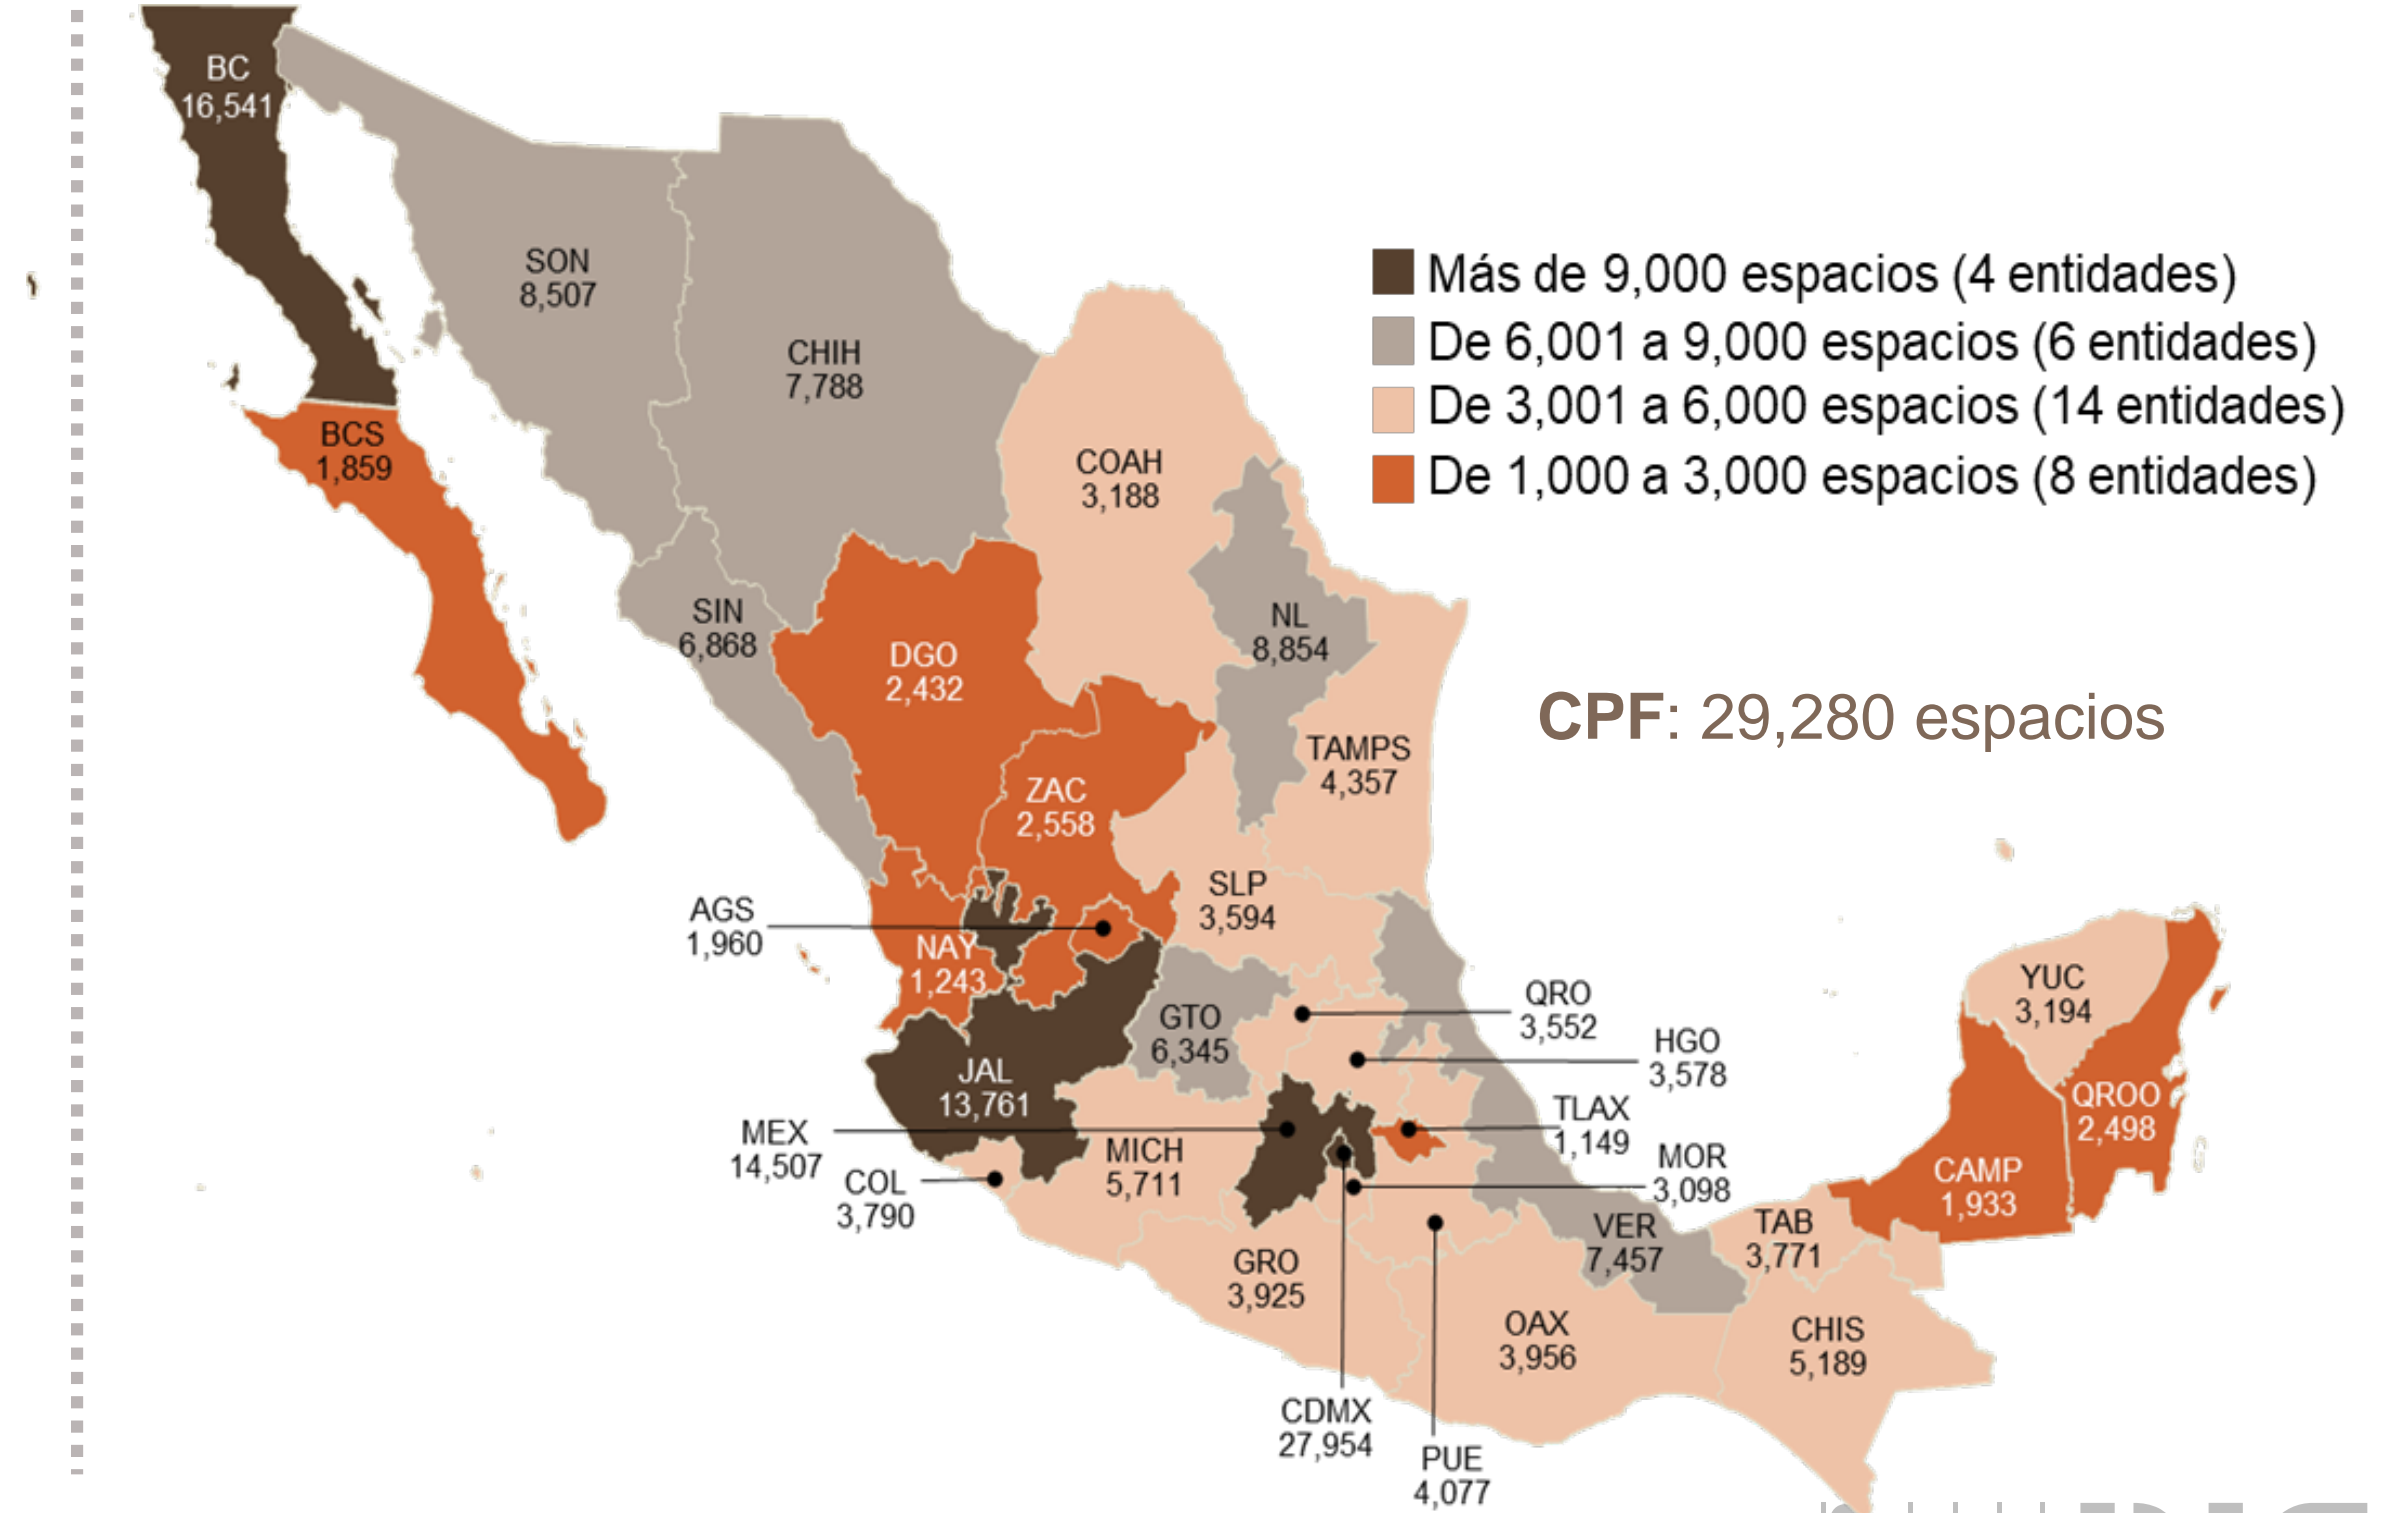 BC
16,541
SON
8,507
CHIH
7,788
BCS
1,859
COAH
3,188
Más de 9,000 espacios (4 entidades)
De 6,001 a 9,000 espacios (6 entidades)
De 3,001 a 6,000 espacios (14 entidades)
De 1,000 a 3,000 espacios (8 entidades)
SIN
6,868
DGO
2,432
NL
8,854
CPF: 29,280 espacios
TAMPS
4,357
ZAC
2,558
SLP
3,594
AGS
1,960
NAY
1,243
GTO
6,345
QRO
3,552
HGO
3,578
YUC
3,194
JAL
13,761
MEX
14,507
COL
3,790
MICH
5,711
TLAX
1,149
MOR
3,098
QROO
2,498
CAMP
1,933
VER
7,457
TAB
3,771
GRO
3,925
OAX
3,956
CHIS
5,189
CDMX
27,954
PUE
4,077